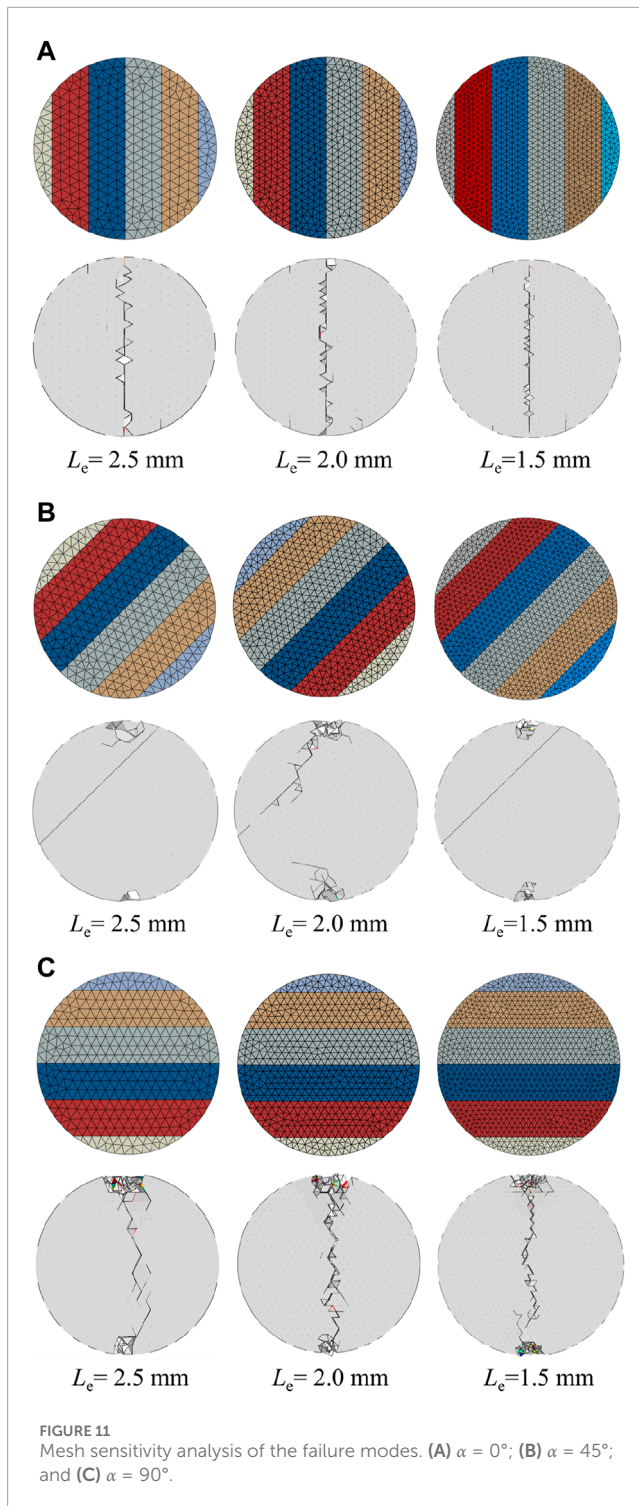 A
Le= 2.5 mm
Le= 2.0 mm
Le=1.5 mm
B
Le= 2.5 mm
Le= 2.0 mm
Le=1.5 mm
C
Le= 2.5 mm
Le= 2.0 mm
Le=1.5 mm
FIGURE 11
Mesh sensitivity analysis of the failure modes. (A) α = 0°; (B) α = 45°;
and (C) α = 90°.